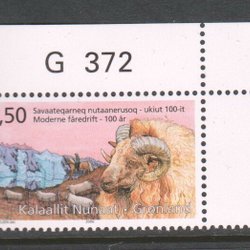 G 372
,50
Savaateqarneq nutaanerusoq - ukiut 100-it
Moderne fåredrift - 100 år
Kalaallit Nunaat • Grønland